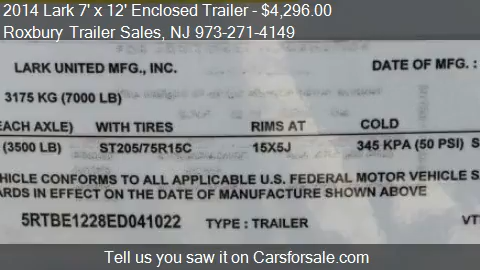 2014 Lark 7' x 12' Enclosed Trailer - $4,296.00
Roxbury Trailer Sales, NJ 973-271-4149
LARK UNITED MFG., INC. DATE OF MFG. :
3175 KG (7000 LB)
EACH AXLE) WITH TIRES RIMS AT COLD
(3500 LB) ST205/75R15C 15X5J 345 KPA (50 PSI) S
HICLE CONFORMS TO ALL APPLICABLE U.S. FEDERAL MOTOR VEHICLE S
ARDS IN EFFECT ON THE DATE OF MANUFACTURE SHOWN ABOVE
5RTBE1228ED041022 TYPE : TRAILER VT
Tell us you saw it on Carsforsale.com